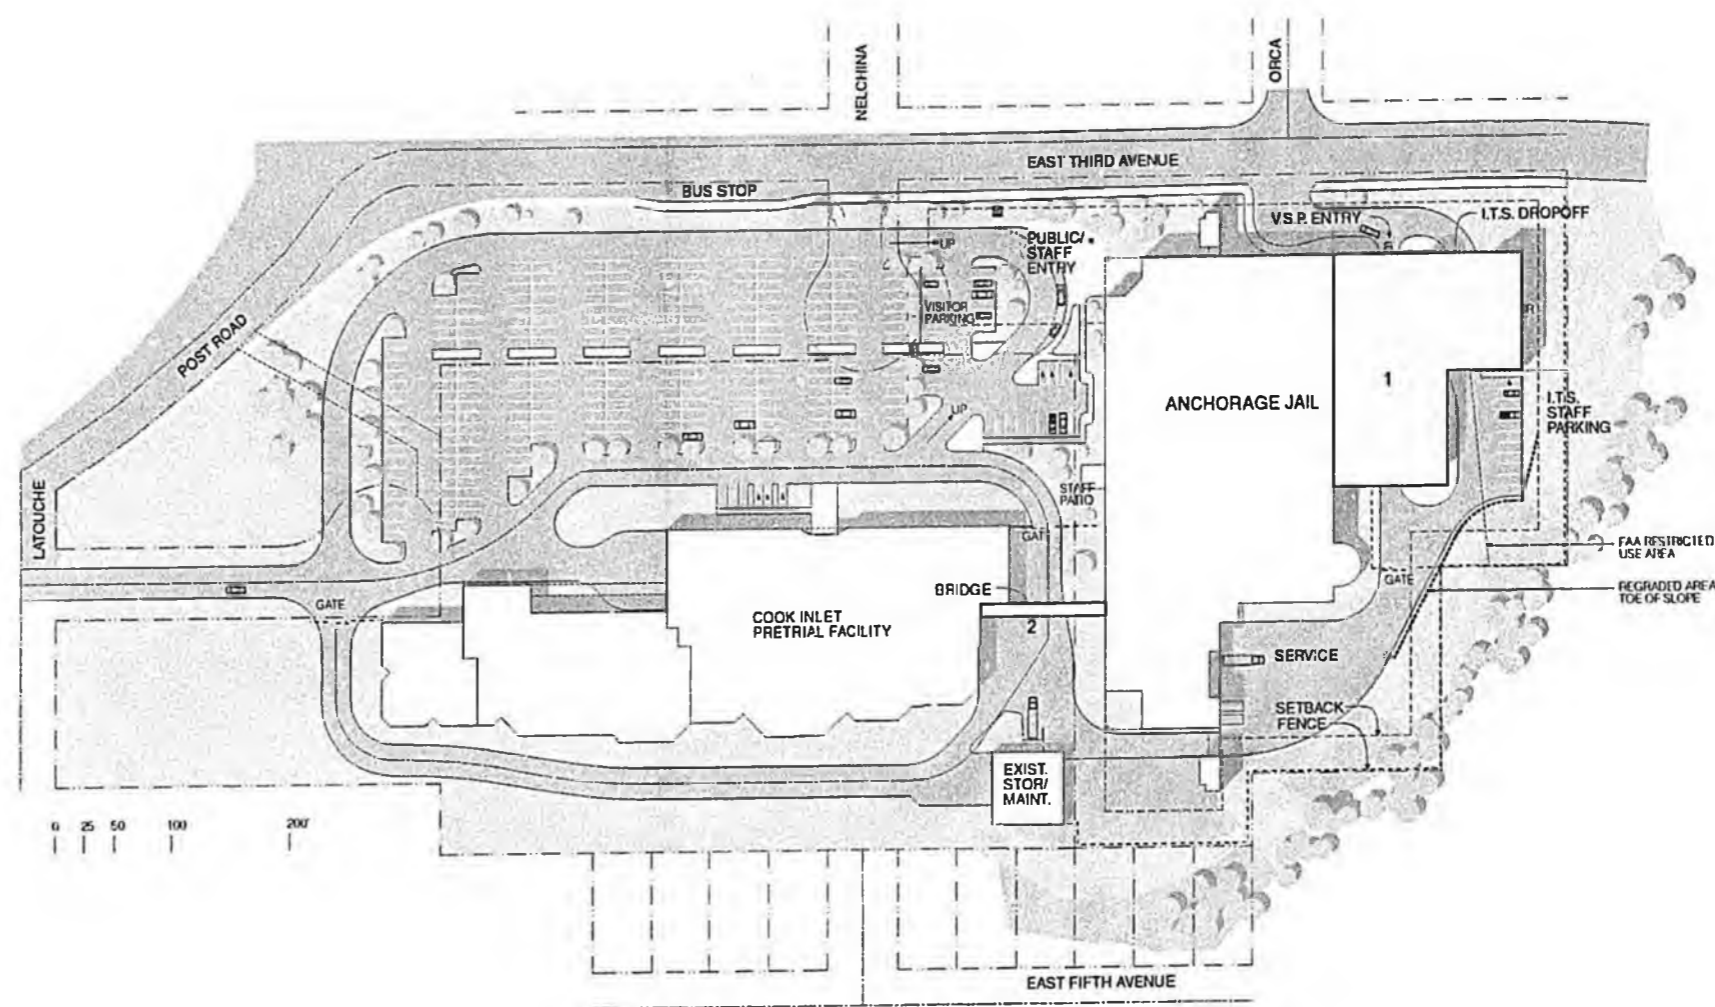 NELCHINA
ORCA
EAST THIRD AVENUE
BUS STOP
V.S.P. ENTRY
I.T.S. DROPOFF
UP
PUBLIC/
STAFF
ENTRY
VISITOR
PARKING
POST ROAD
1
ANCHORAGE JAIL
I.T.S.
STAFF
PARKING
UP
LATOUCHE
STAFF
PATIO
FAA RESTRICTED
USE AREA
GATE
REGRADED AREA
TOE OF SLOPE
BRIDGE
GATE
COOK INLET
PRETRIAL FACILITY
2
SERVICE
SETBACK
FENCE
EXIST.
STOR/
MAINT.
0 25 50 100 200'
EAST FIFTH AVENUE